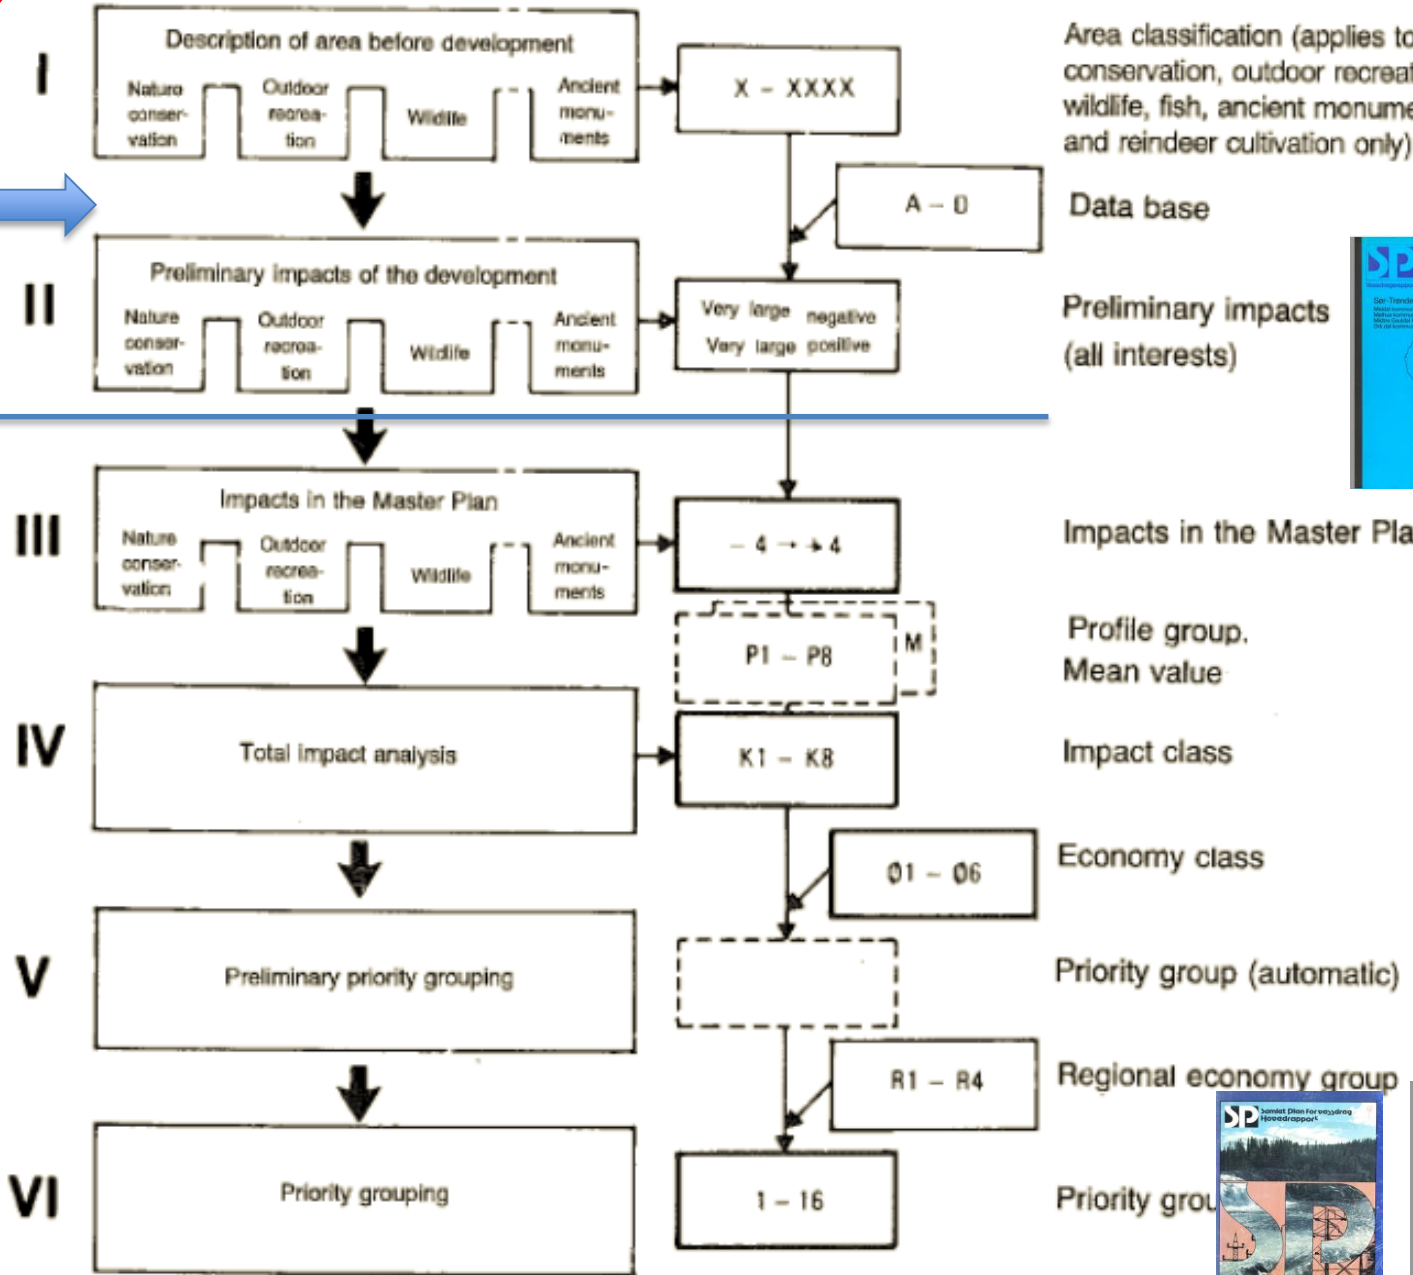 I
Description of area before development
Nature
conser-
vation
Outdoor
recrea-
tion
Wildlife
Ancient
monu-
ments
X – XXXX
Area classification (applies to
conservation, outdoor recreat
wildlife, fish, ancient monume
and reindeer cultivation only)
A – D
Data base
II
Preliminary impacts of the development
Nature
conser-
vation
Outdoor
recrea-
tion
Wildlife
Ancient
monu-
ments
Very large negative
Very large positive
Preliminary impacts
(all interests)
SP
Sør-Trønde
III
Impacts in the Master Plan
Nature
conser-
vation
Outdoor
recrea-
tion
Wildlife
Ancient
monu-
ments
– 4 → + 4
Impacts in the Master Pla
P1 – P8
M
Profile group.
Mean value
IV
Total impact analysis
K1 – K8
Impact class
Ø1 – Ø6
Economy class
V
Preliminary priority grouping
Priority group (automatic)
R1 – R4
Regional economy group
VI
Priority grouping
1 – 16
Priority grou
SP Samlet Plan for vassdrag
Hovedrapport
SP